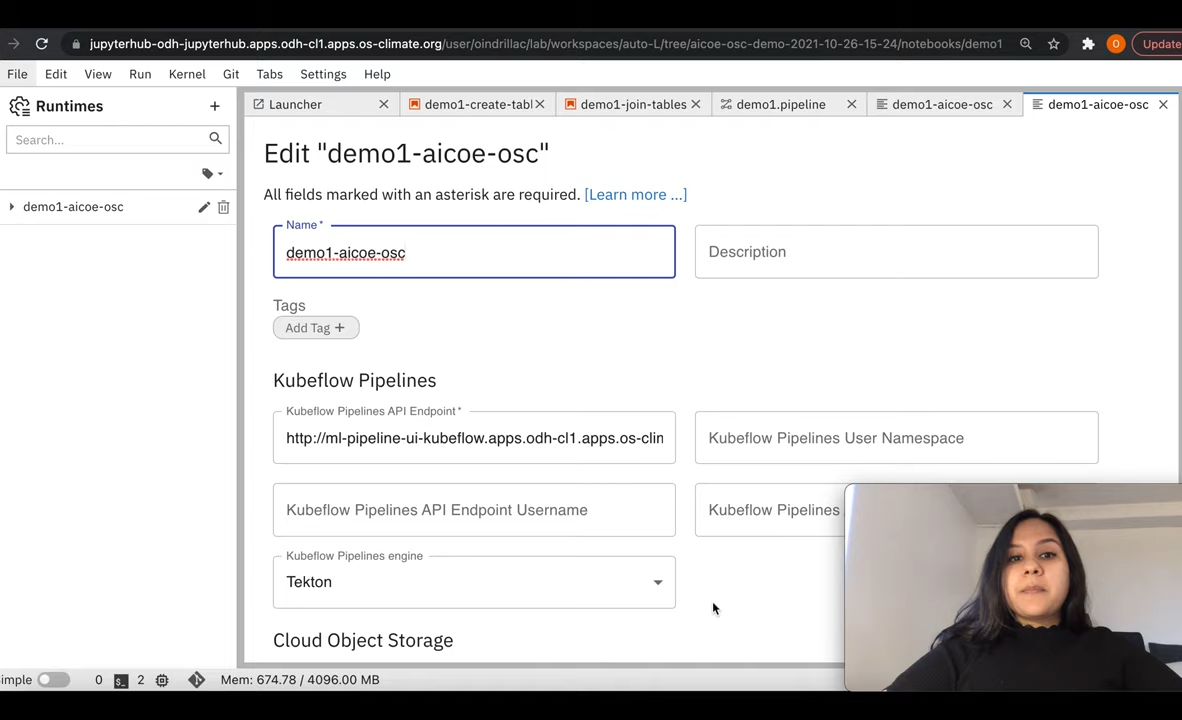 jupyterhub-odh-jupyterhub.apps.odh-cl1.apps.os-climate.org/user/oindrillac/lab/workspaces/auto-L/tree/aicoe-osc-demo-2021-10-26-15-24/notebooks/demo1
O
Update
File Edit View Run Kernel Git Tabs Settings Help
Runtimes
Launcher
demo1-create-tabl
demo1-join-tables
demo1.pipeline
demo1-aicoe-osc
demo1-aicoe-osc
Search...
demo1-aicoe-osc
Edit "demo1-aicoe-osc"
All fields marked with an asterisk are required. [Learn more ...]
Name*
demo1-aicoe-osc
Description
Tags
Add Tag +
Kubeflow Pipelines
Kubeflow Pipelines API Endpoint*
http://ml-pipeline-ui-kubeflow.apps.odh-cl1.apps.os-clim
Kubeflow Pipelines User Namespace
Kubeflow Pipelines API Endpoint Username
Kubeflow Pipelines
Kubeflow Pipelines engine
Tekton
Cloud Object Storage
imple
0
2
Mem: 674.78 / 4096.00 MB